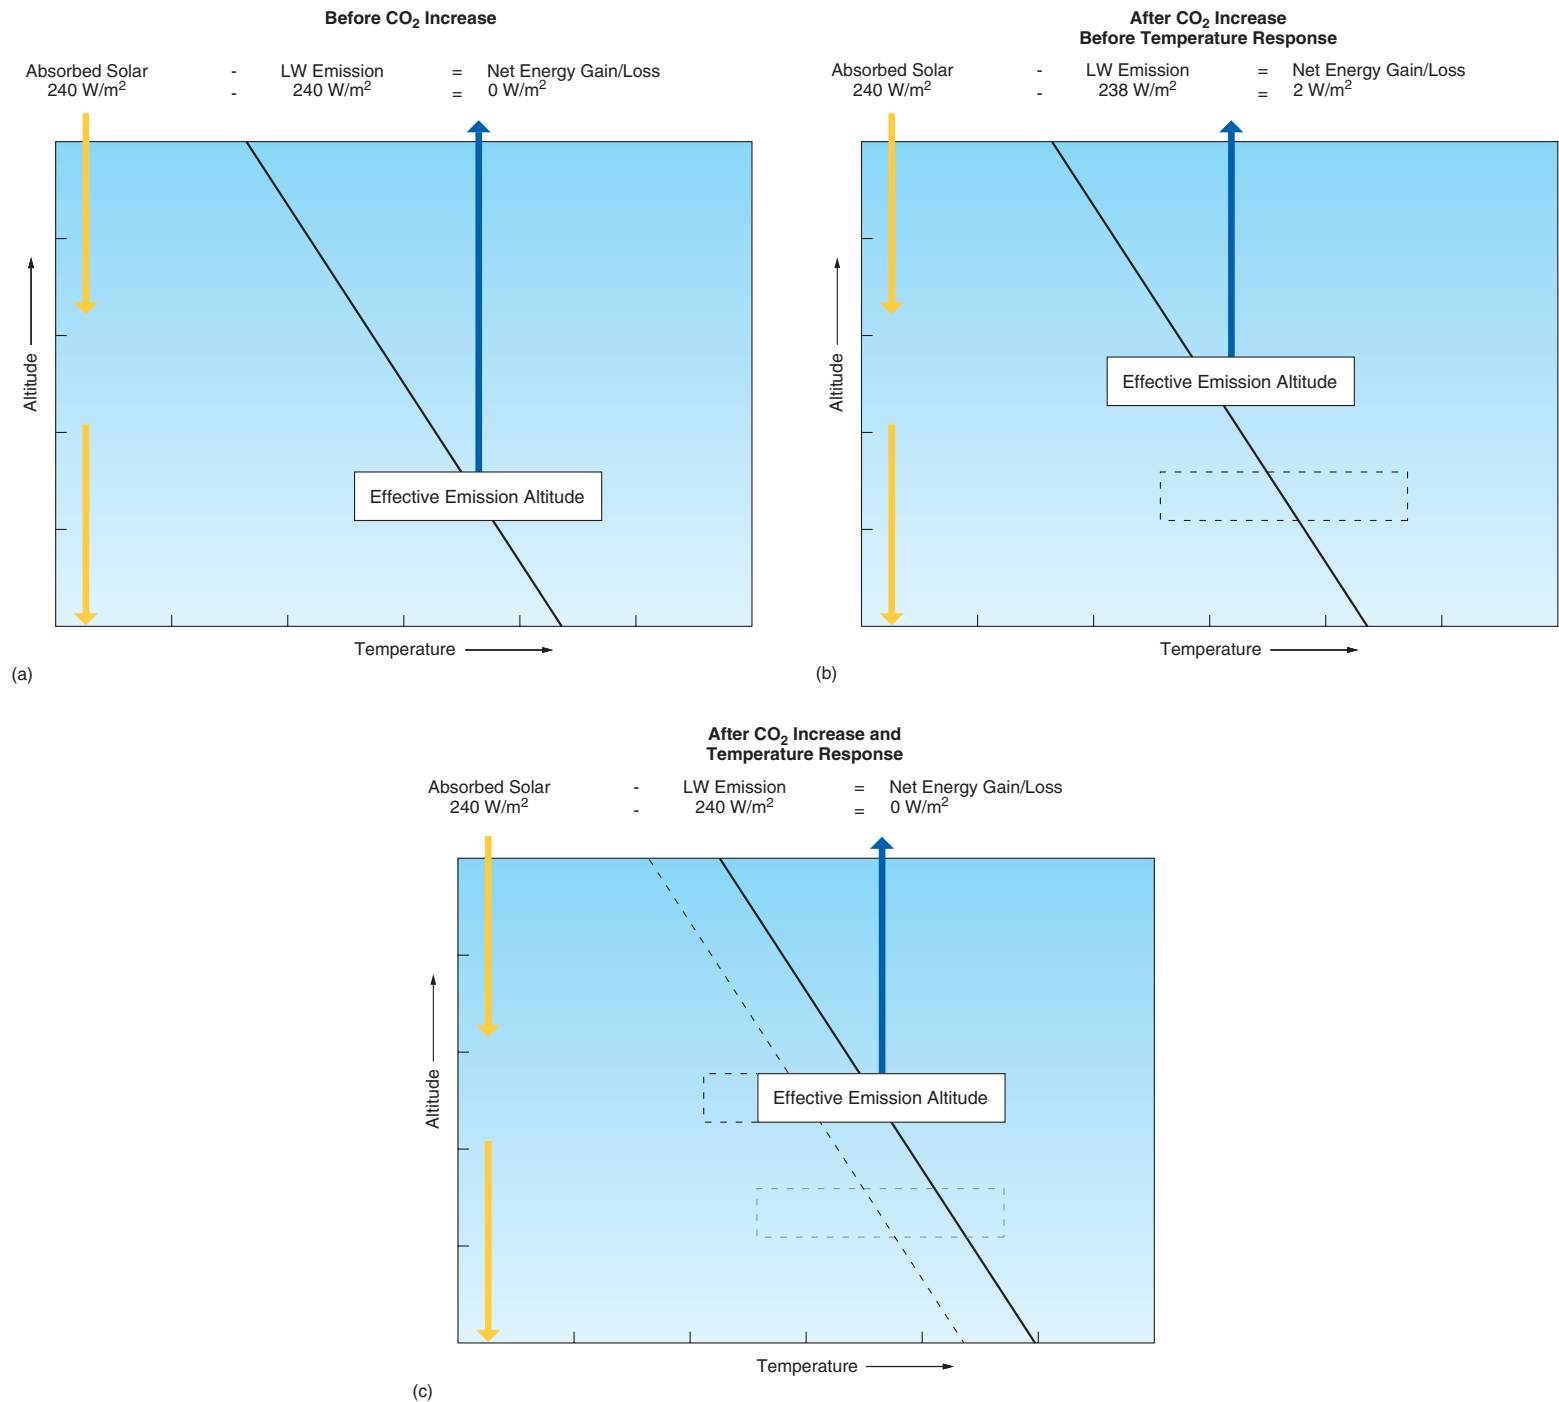 Before CO₂ Increase
Absorbed Solar - LW Emission = Net Energy Gain/Loss
240 W/m² - 240 W/m² = 0 W/m²
Altitude
Effective Emission Altitude
Temperature
(a)
After CO₂ Increase
Before Temperature Response
Absorbed Solar - LW Emission = Net Energy Gain/Loss
240 W/m² - 238 W/m² = 2 W/m²
Altitude
Effective Emission Altitude
Temperature
(b)
After CO₂ Increase and
Temperature Response
Absorbed Solar - LW Emission = Net Energy Gain/Loss
240 W/m² - 240 W/m² = 0 W/m²
Altitude
Effective Emission Altitude
Temperature
(c)